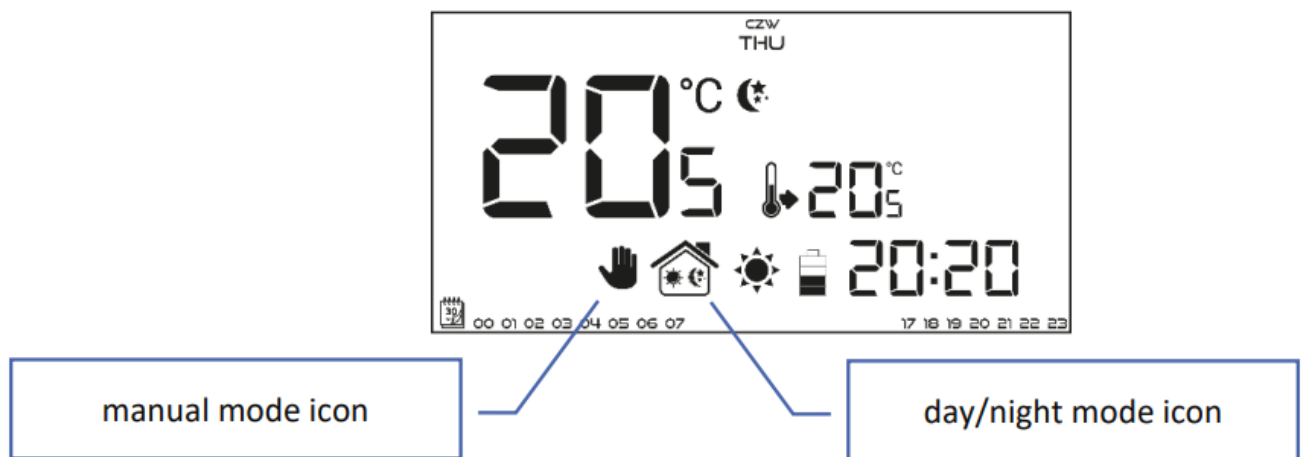 CZW
THU
20 5 °C
20 5 °C
20:20
30
00 01 02 03 04 05 06 07 17 18 19 20 21 22 23
manual mode icon
day/night mode icon